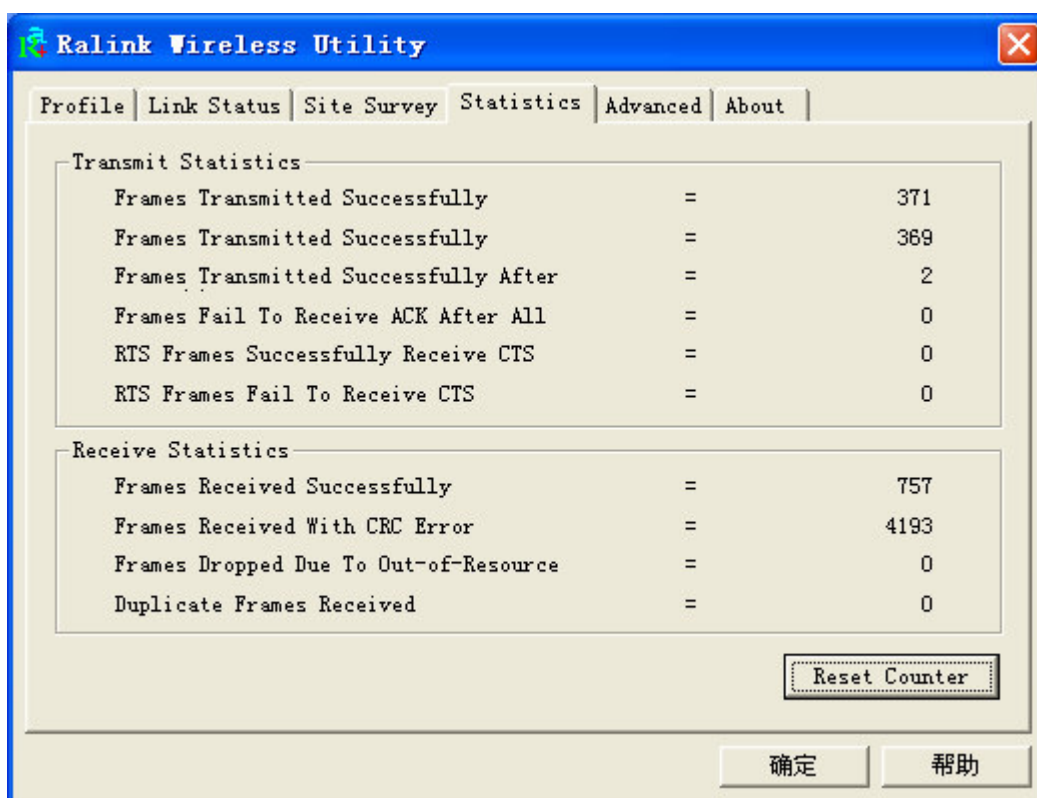 Ralink Wireless Utility
Profile Link Status Site Survey Statistics Advanced About
Transmit Statistics
Frames Transmitted Successfully = 371
Frames Transmitted Successfully = 369
Frames Transmitted Successfully After = 2
Frames Fail To Receive ACK After All = 0
RTS Frames Successfully Receive CTS = 0
RTS Frames Fail To Receive CTS = 0
Receive Statistics
Frames Received Successfully = 757
Frames Received With CRC Error = 4193
Frames Dropped Due To Out-of-Resource = 0
Duplicate Frames Received = 0
Reset Counter
确定 帮助